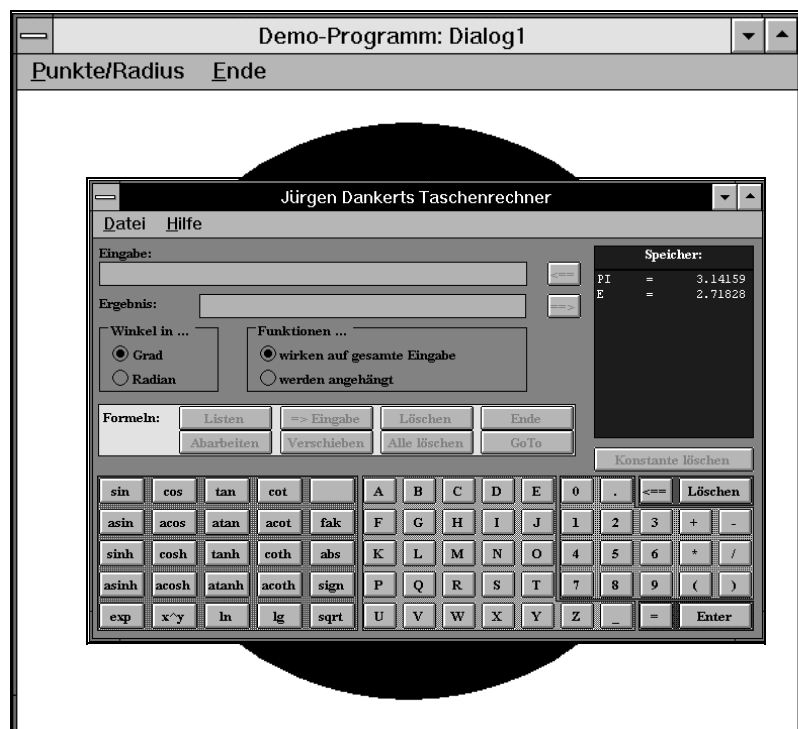 Demo-Programm: Dialog1
Punkte/Radius Ende
Jürgen Dankerts Taschenrechner
Datei Hilfe
Eingabe:
<==
Ergebnis:
==>
Speicher:
PI = 3.14159
E = 2.71828
Winkel in ...
Grad
Radian
Funktionen ...
wirken auf gesamte Eingabe
werden angehängt
Formeln: Listen => Eingabe Löschen Ende
Abarbeiten Verschieben Alle löschen GoTo
Konstante löschen
sin cos tan cot A B C D E 0 . <== Löschen
asin acos atan acot fak F G H I J 1 2 3 + -
sinh cosh tanh coth abs K L M N O 4 5 6 * /
asinh acosh atanh acoth sign P Q R S T 7 8 9 ( )
exp x^y ln lg sqrt U V W X Y Z _ = Enter